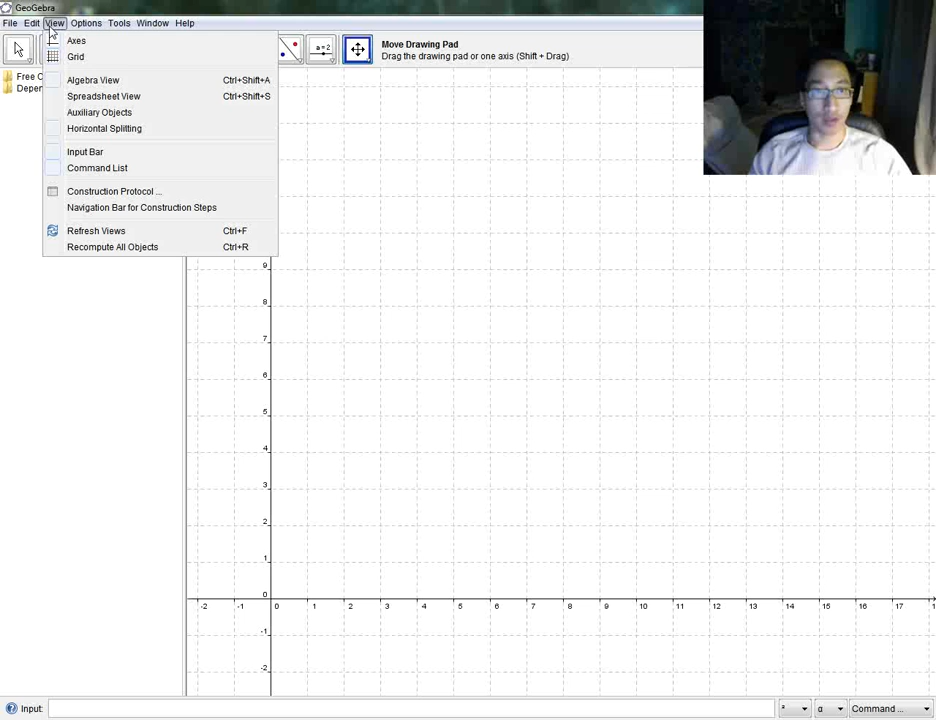 GeoGebra
File Edit View Options Tools Window Help
Move Drawing Pad
Drag the drawing pad or one axis (Shift + Drag)
Axes
Grid
Algebra View Ctrl+Shift+A
Spreadsheet View Ctrl+Shift+S
Auxiliary Objects
Horizontal Splitting
Input Bar
Command List
Construction Protocol ...
Navigation Bar for Construction Steps
Refresh Views Ctrl+F
Recompute All Objects Ctrl+R
a=2
Free
Depen
9
8
7
6
5
4
3
2
1
0
-2 -1 0 1 2 3 4 5 6 7 8 9 10 11 12 13 14 15 16 17
-1
-2
Input: ² α Command ...